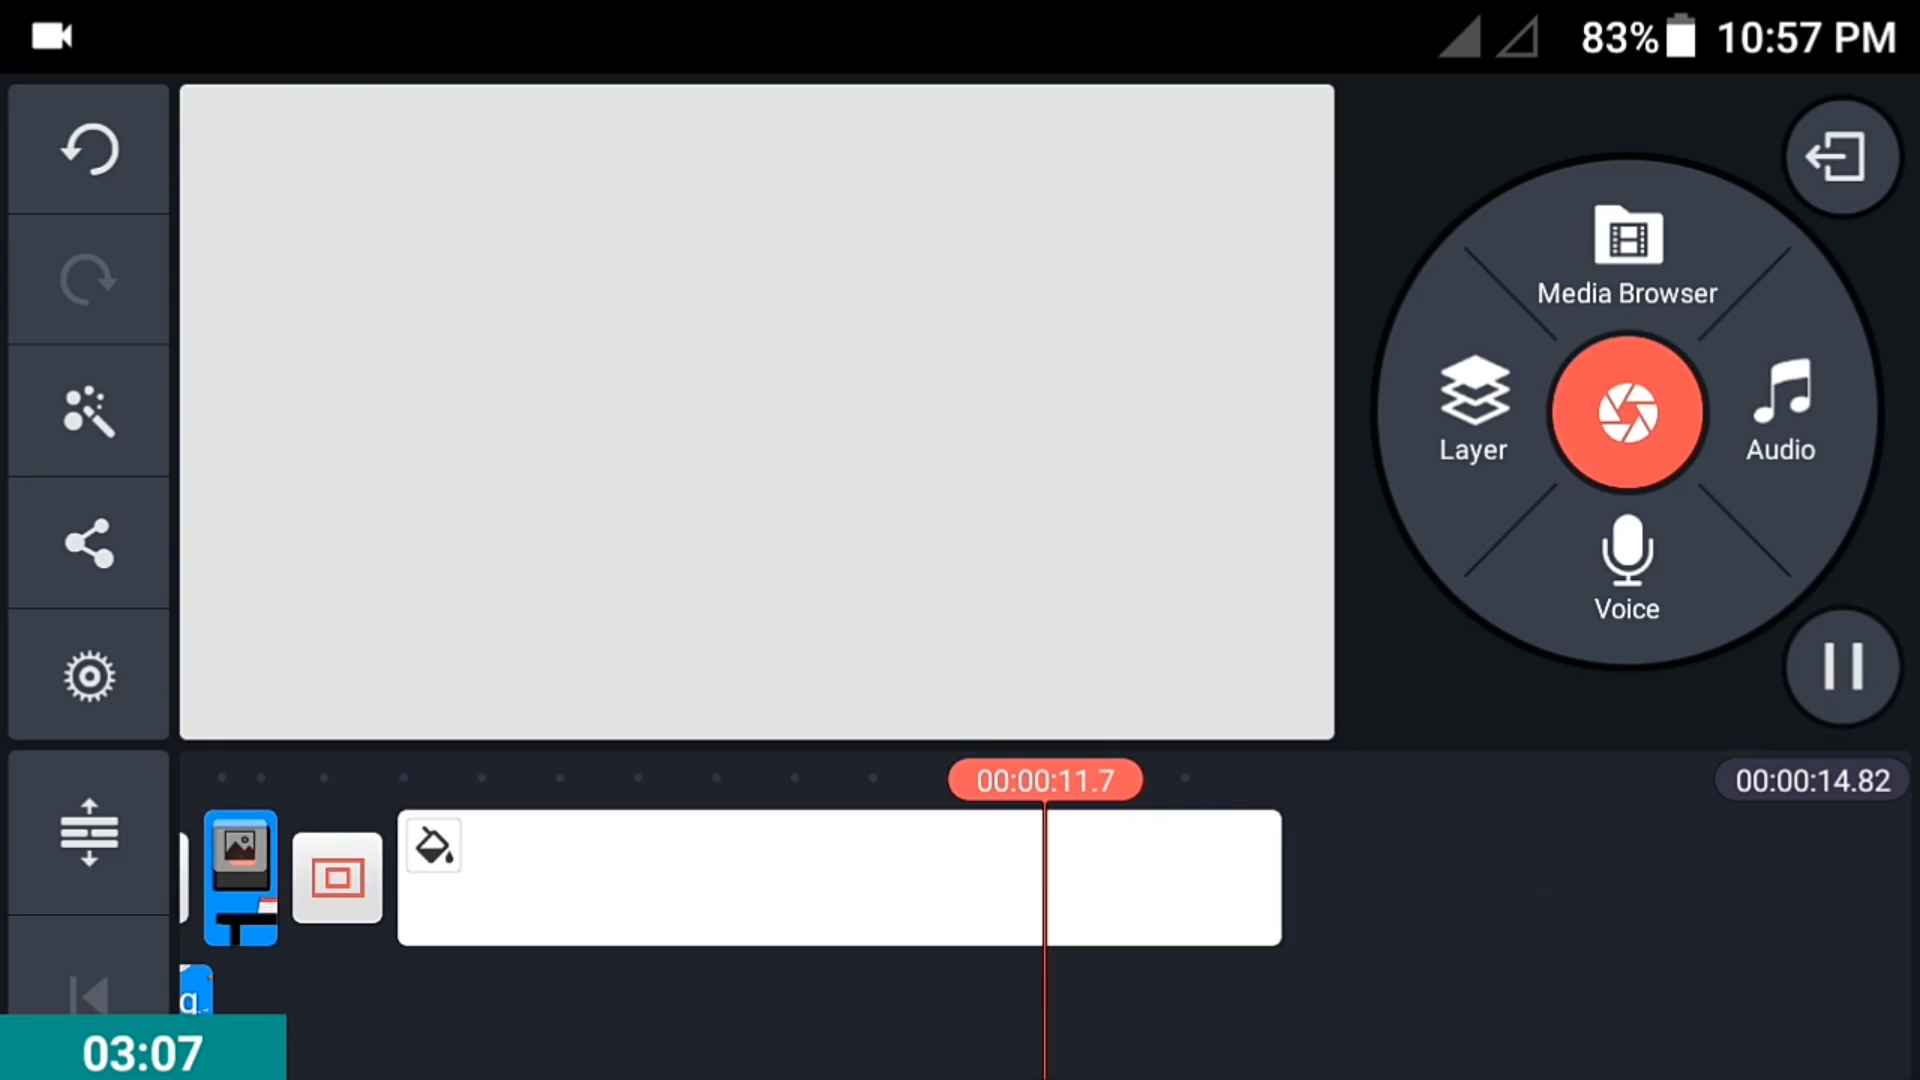 83% 10:57 PM
Media Browser
Layer
Audio
Voice
00:00:11.7
00:00:14.82
g
03:07